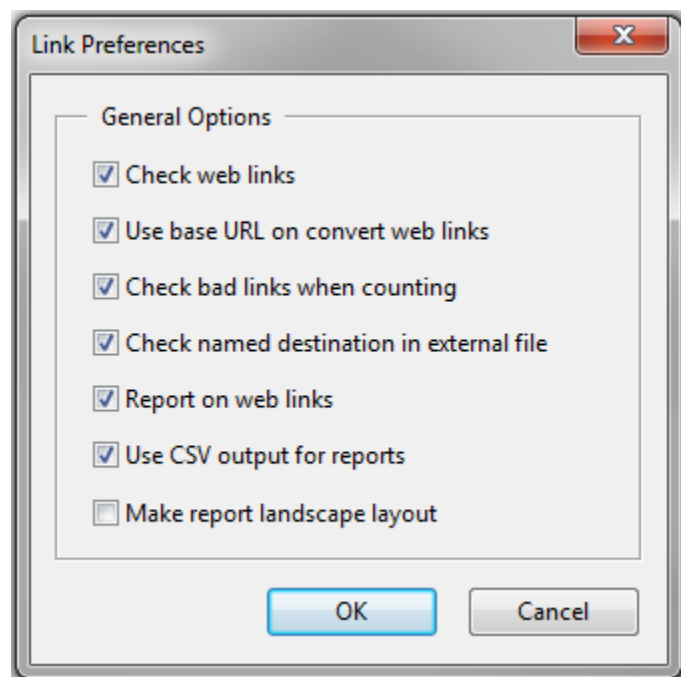 Link Preferences
General Options
Check web links
Use base URL on convert web links
Check bad links when counting
Check named destination in external file
Report on web links
Use CSV output for reports
Make report landscape layout
OK
Cancel